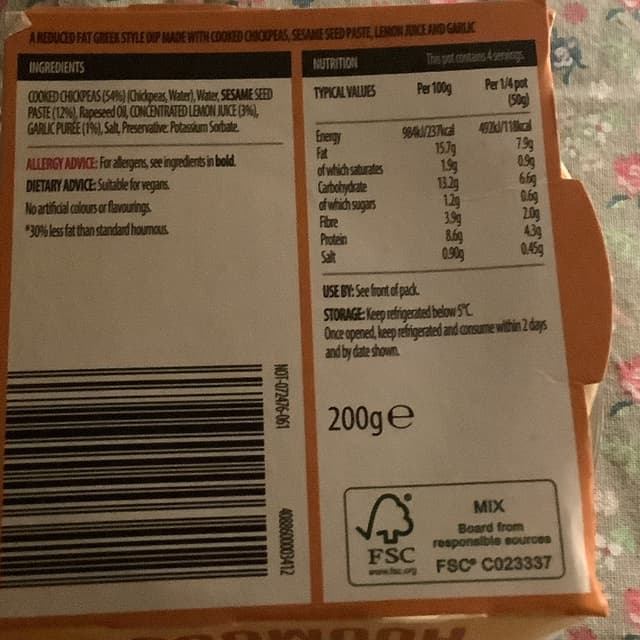 A REDUCED FAT GREEK STYLE DIP MADE WITH COOKED CHICKPEAS, SESAME SEED PASTE, LEMON JUICE AND GARLIC
INGREDIENTS
COOKED CHICKPEAS (54%) (Chickpeas, Water), Water, SESAME SEED
PASTE (12%), Rapeseed Oil, CONCENTRATED LEMON JUICE (3%),
GARLIC PURÉE (1%), Salt, Preservative: Potassium Sorbate.
ALLERGY ADVICE: For allergens, see ingredients in bold.
DIETARY ADVICE: Suitable for vegans.
No artificial colours or flavourings.
*30% less fat than standard houmous.
NOT-072476-061
NUTRITION This pot contains 4 servings
TYPICAL VALUES Per 100g Per 1/4 pot
(50g)
Energy 984kJ/237kcal 492kJ/118kcal
Fat 15.7g 7.9g
of which saturates 1.9g 0.9g
Carbohydrate 13.2g 6.6g
of which sugars 1.2g 0.6g
Fibre 3.9g 2.0g
Protein 8.6g 4.3g
Salt 0.90g 0.45g
USE BY: See front of pack.
STORAGE: Keep refrigerated below 5°C.
Once opened, keep refrigerated and consume within 2 days
and by date shown.
200g e
FSC
www.fsc.org
MIX
Board from
responsible sources
FSC® C023337